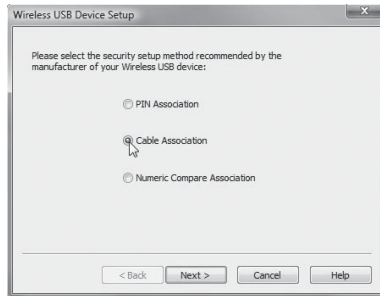 Wireless USB Device Setup
Please select the security setup method recommended by the
manufacturer of your Wireless USB device:
PIN Association
Cable Association
Numeric Compare Association
< Back Next > Cancel Help